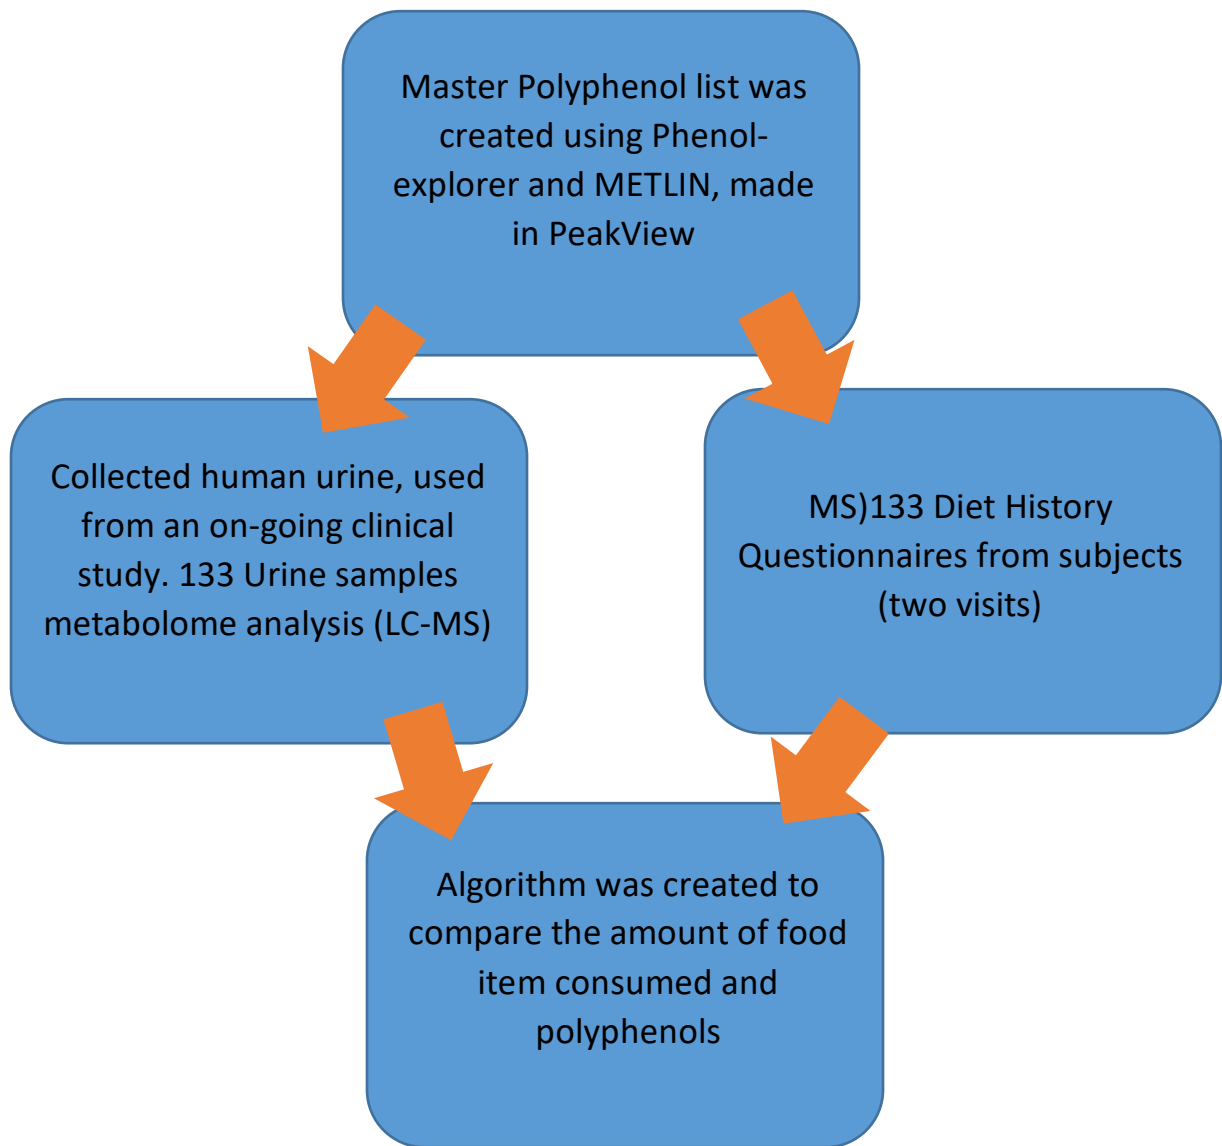 Master Polyphenol list was
created using Phenol-
explorer and METLIN, made
in PeakView
Collected human urine, used
from an on-going clinical
study. 133 Urine samples
metabolome analysis (LC-MS)
MS)133 Diet History
Questionnaires from subjects
(two visits)
Algorithm was created to
compare the amount of food
item consumed and
polyphenols